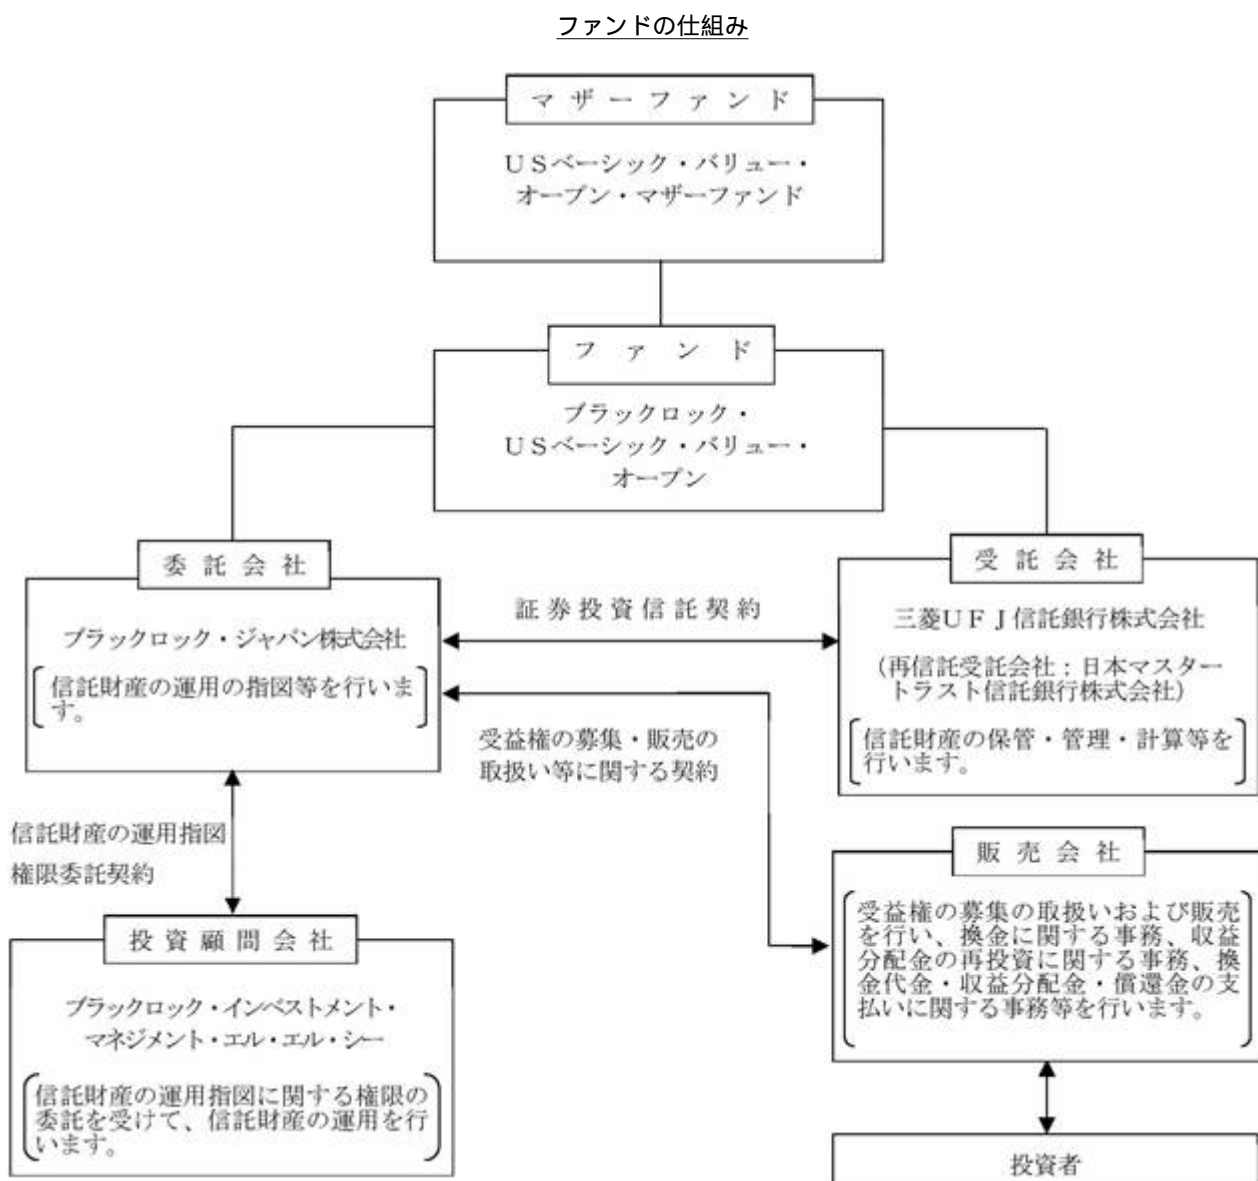 ファンドの仕組み
マザーファンド
ＵＳベーシック・バリュー・
オープン・マザーファンド
ファンド
ブラックロック・
ＵＳベーシック・バリュー・
オープン
委託会社
ブラックロック・ジャパン株式会社
信託財産の運用の指図等を行いま
す。
証券投資信託契約
受益権の募集・販売の
取扱い等に関する契約
受託会社
三菱ＵＦＪ信託銀行株式会社
（再信託受託会社：日本マスター
トラスト信託銀行株式会社）
信託財産の保管・管理・計算等を
行います。
信託財産の運用指図
権限委託契約
投資顧問会社
ブラックロック・インベストメント・
マネジメント・エル・エル・シー
信託財産の運用指図に関する権限の
委託を受けて、信託財産の運用を行
います。
販売会社
受益権の募集の取扱いおよび販売
を行い、換金に関する事務、収益
分配金の再投資に関する事務、換
金代金・収益分配金・償還金の支
払いに関する事務等を行います。
投資者